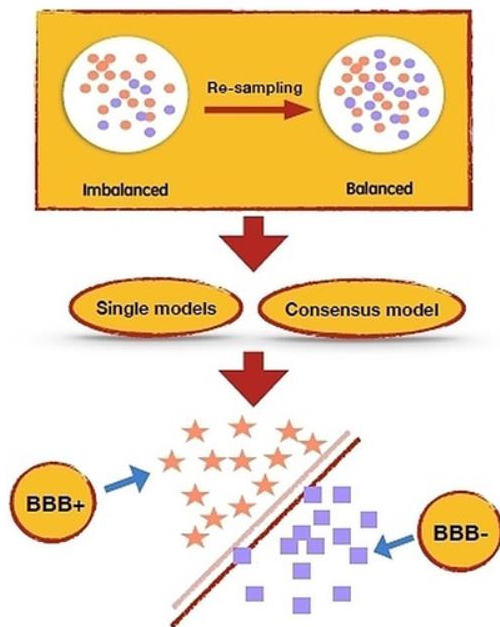 Re-sampling
Imbalanced
Balanced
Single models
Consensus model
BBB+
BBB-